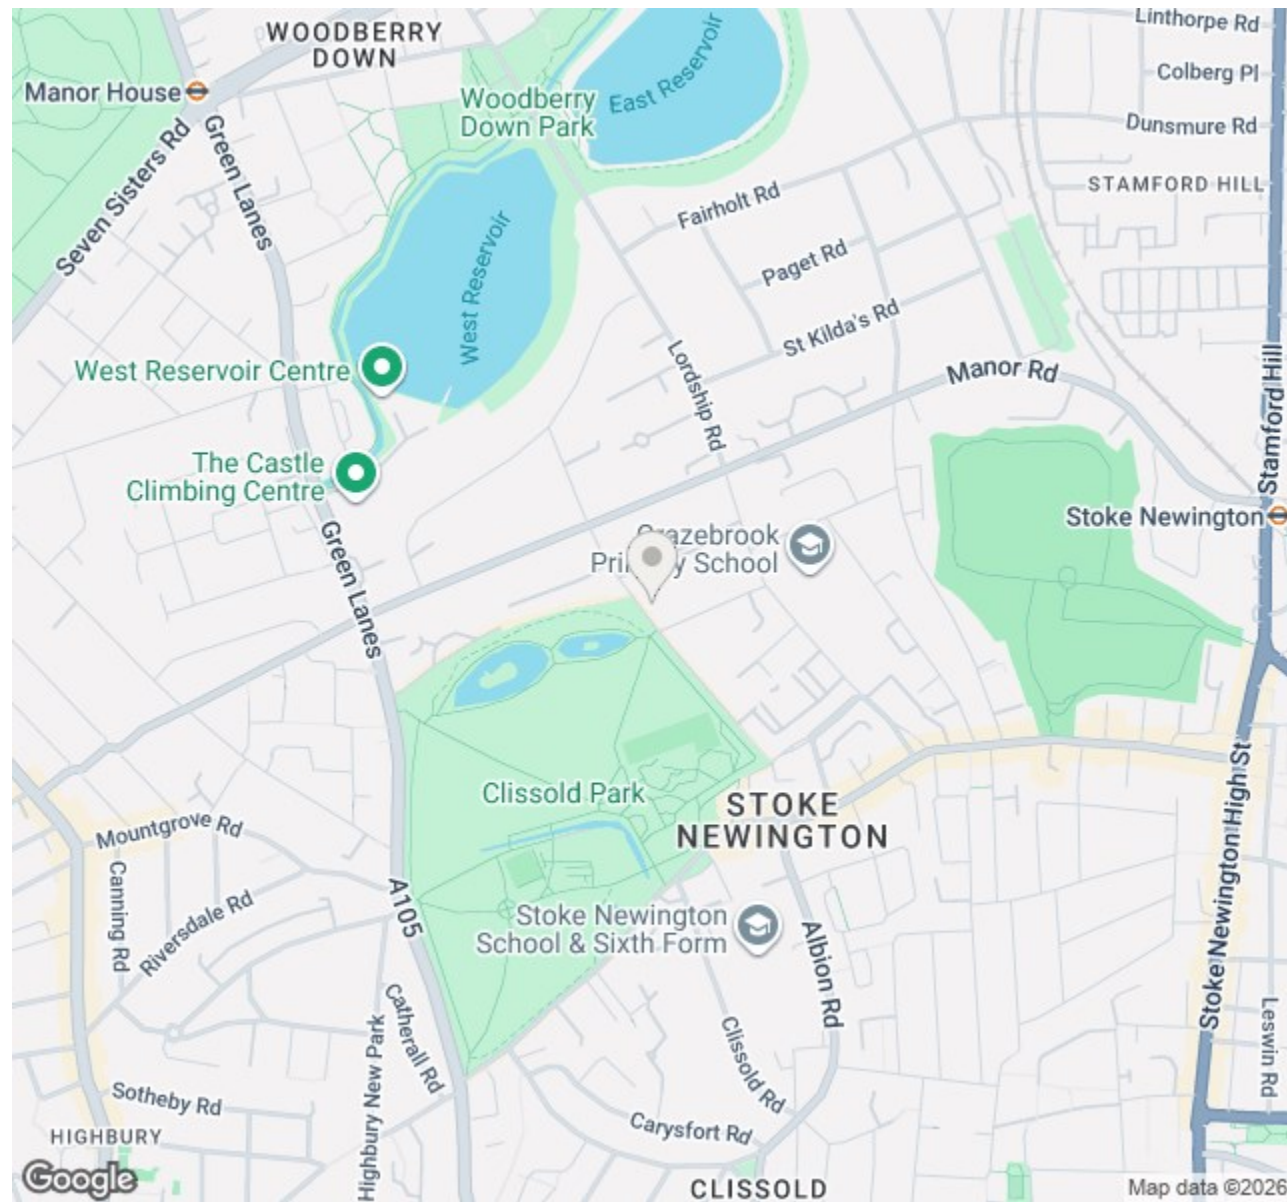 WOODBERRY
DOWN
Linthorpe Rd
Colberg Pl
Manor House
Woodberry
Down Park
East Reservoir
Dunsmure Rd
STAMFORD HILL
Seven Sisters Rd
Green Lanes
Fairholt Rd
Paget Rd
West Reservoir
St Kilda's Rd
West Reservoir Centre
Lordship Rd
Manor Rd
Stamford Hill
The Castle
Climbing Centre
Stoke Newington
Green Lanes
Primary School
Clissold Park
STOKE
NEWINGTON
Stoke Newington High St
Mountgrove Rd
Canning Rd
Riversdale Rd
A105
Stoke Newington
School & Sixth Form
Albion Rd
Catherall Rd
Highbury New Park
Clissold Rd
Leswin Rd
Sotheby Rd
Carysfort Rd
HIGHBURY
Google
CLISSOLD
Map data ©2026